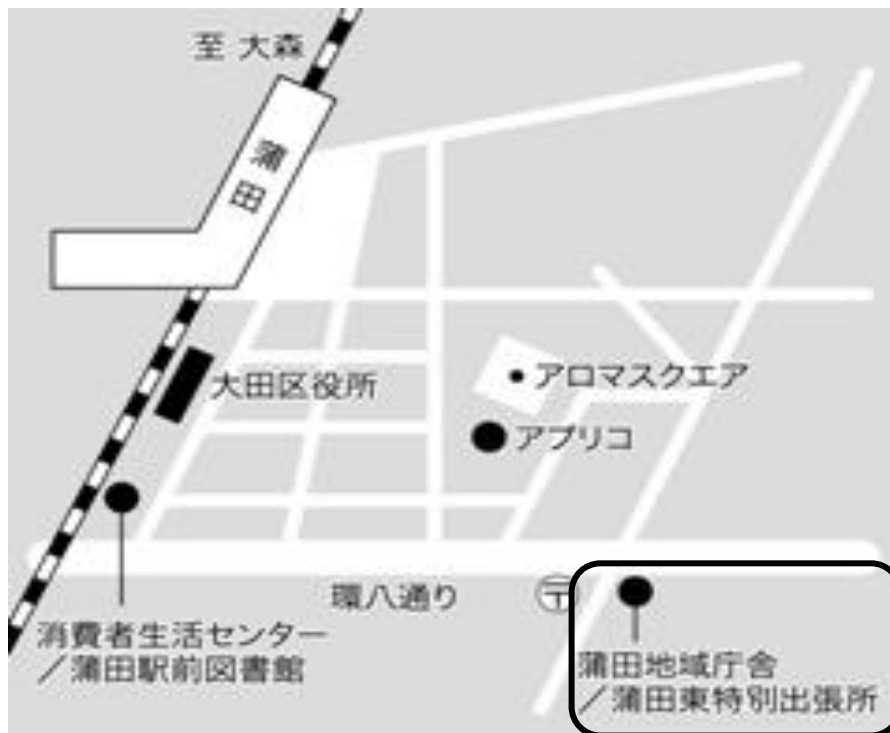 至 大森
蒲田
大田区役所
アロマスクエア
アプリコ
環八通り
〒
消費者生活センター
／蒲田駅前図書館
蒲田地域庁舎
／蒲田東特別出張所